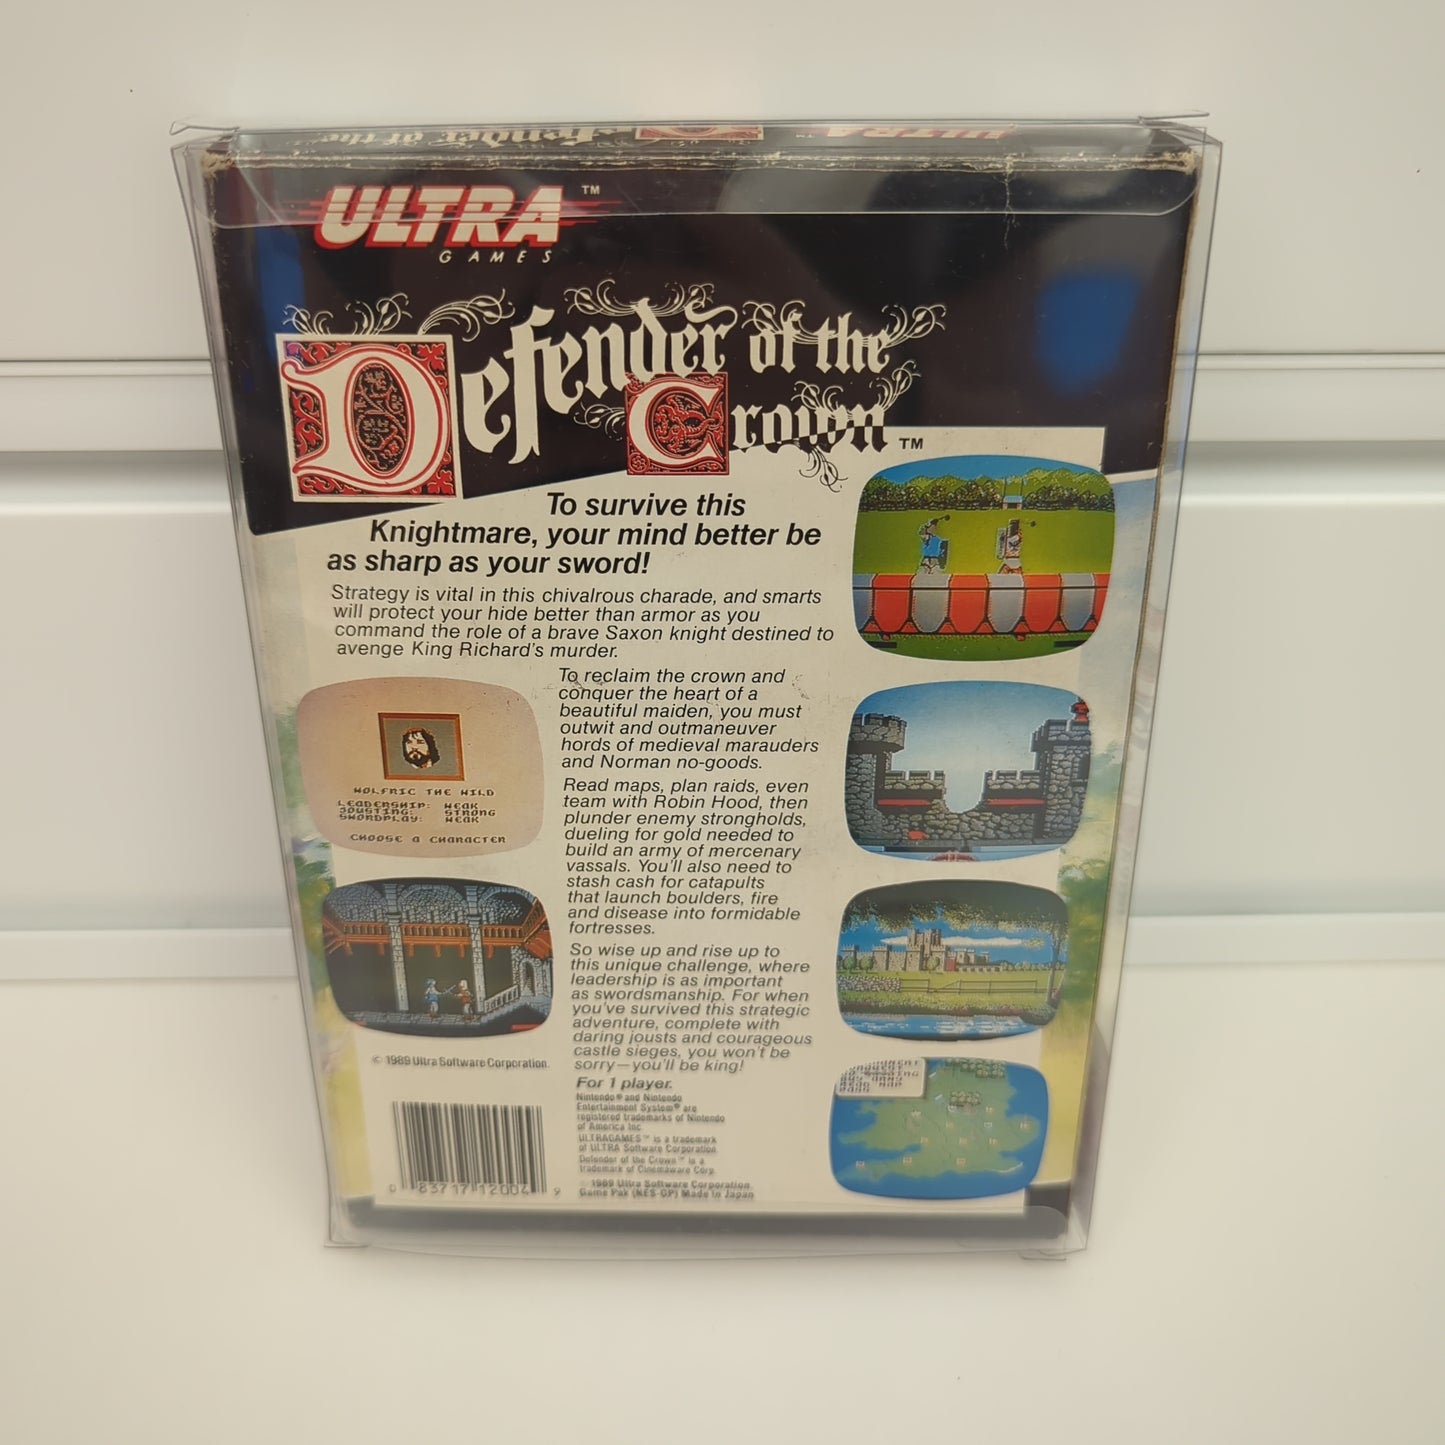 Defender of the ULTRA
ULTRA™
GAMES
Defender of the
Crown™
To survive this
Knightmare, your mind better be
as sharp as your sword!
Strategy is vital in this chivalrous charade, and smarts
will protect your hide better than armor as you
command the role of a brave Saxon knight destined to
avenge King Richard's murder.
To reclaim the crown and
conquer the heart of a
beautiful maiden, you must
outwit and outmaneuver
hords of medieval marauders
and Norman no-goods.
Read maps, plan raids, even
team with Robin Hood, then
plunder enemy strongholds,
dueling for gold needed to
build an army of mercenary
vassals. You'll also need to
stash cash for catapults
that launch boulders, fire
and disease into formidable
fortresses.
So wise up and rise up to
this unique challenge, where
leadership is as important
as swordsmanship. For when
you've survived this strategic
adventure, complete with
daring jousts and courageous
castle sieges, you won't be
sorry—you'll be king!
For 1 player.
Nintendo® and Nintendo
Entertainment System® are
registered trademarks of Nintendo
of America Inc.
ULTRAGAMES™ is a trademark
of ULTRA Software Corporation.
Defender of the Crown™ is a
trademark of Cinemaware Corp.
1989 Ultra Software Corporation.
Game Pak (NES-GP) Made in Japan
WOLFRIC THE WILD
LEADERSHIP: WEAK
JOUSTING: STRONG
SWORDPLAY: WEAK
CHOOSE A CHARACTER
© 1989 Ultra Software Corporation.
0 83717 12004 9
READ MAP